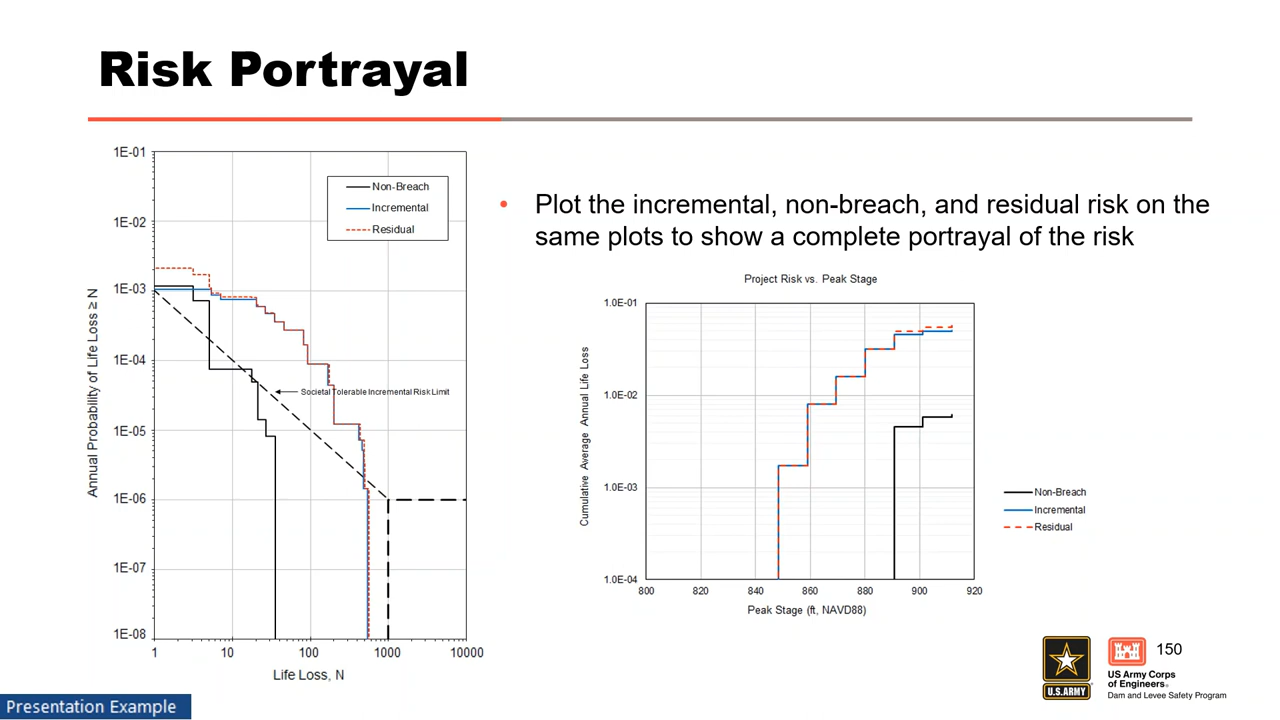 Risk Portrayal
1E-01
1E-02
1E-03
1E-04
1E-05
1E-06
1E-07
1E-08
Annual Probability of Life Loss ≥ N
Non-Breach
Incremental
Residual
Societal Tolerable Incremental Risk Limit
1 10 100 1000 10000
Life Loss, N
• Plot the incremental, non-breach, and residual risk on the
same plots to show a complete portrayal of the risk
Project Risk vs. Peak Stage
1.0E-01
1.0E-02
1.0E-03
1.0E-04
Cumulative Average Annual Life Loss
800 820 840 860 880 900 920
Peak Stage (ft, NAVD88)
Non-Breach
Incremental
Residual
U.S.ARMY
US Army Corps
of Engineers®
Dam and Levee Safety Program
150
Presentation Example